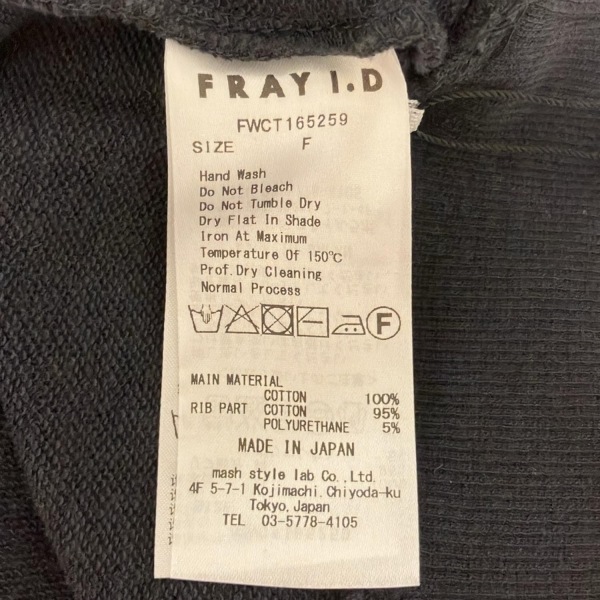 FRAY I.D
FWCT165259
SIZE F
Hand Wash
Do Not Bleach
Do Not Tumble Dry
Dry Flat In Shade
Iron At Maximum
Temperature Of 150℃
Prof.Dry Cleaning
Normal Process
F
MAIN MATERIAL
COTTON 100%
RIB PART COTTON 95%
POLYURETHANE 5%
MADE IN JAPAN
mash style lab Co.,Ltd.
4F 5-7-1 Kojimachi,Chiyoda-ku
Tokyo,Japan
TEL 03-5778-4105